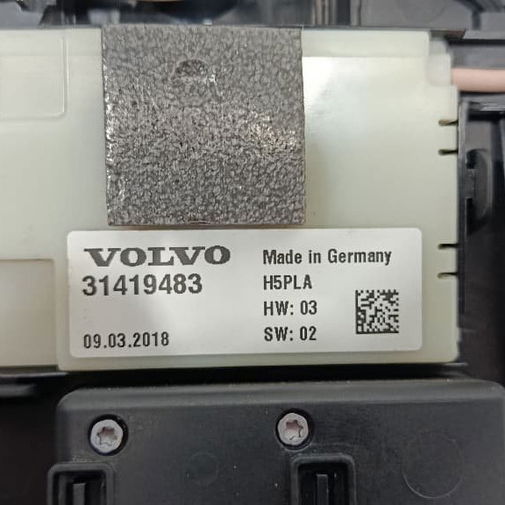 VOLVO
31419483
09.03.2018
Made in Germany
H5PLA
HW: 03
SW: 02